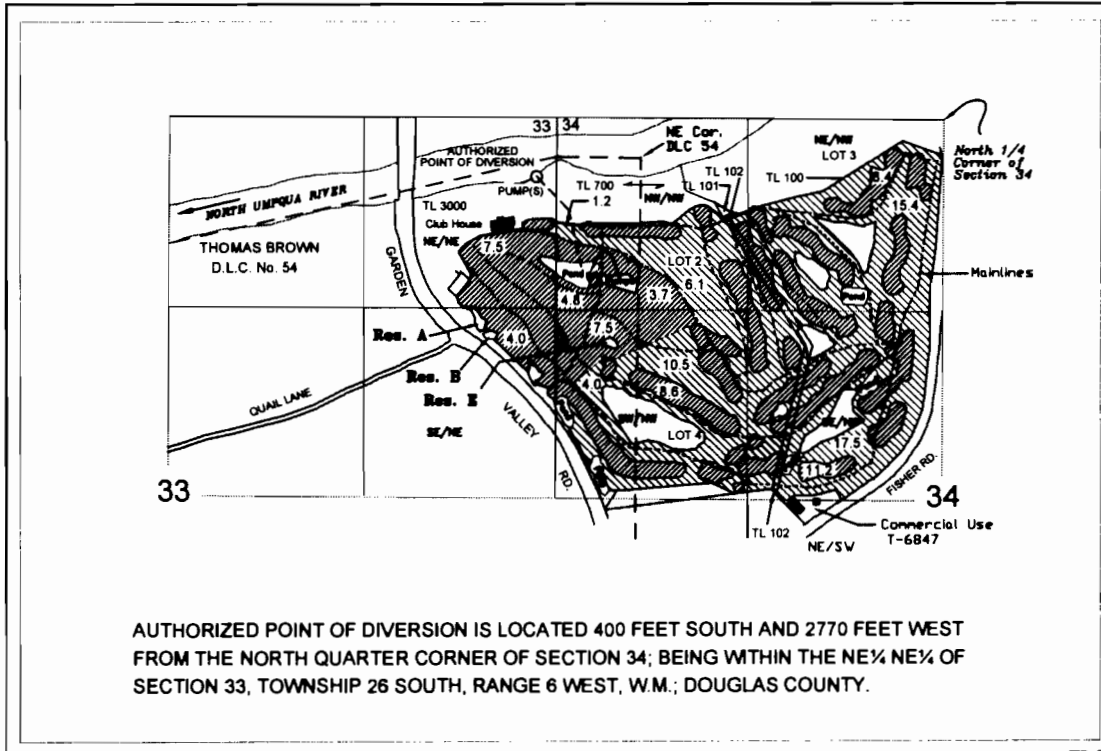 33 34
NE Cor.
DLC 54
NE/NW
LOT 3
North 1/4
Corner of
Section 34
AUTHORIZED
POINT OF DIVERSION
PUMP(S)
TL 700
NW/NW
TL 102
TL 101
TL 100
8.4
15.4
NORTH UMPQUA RIVER
TL 3000
1.2
Club House
NE/NE
THOMAS BROWN
D.L.C. No. 54
7.5
LOT 2
6.1
Mainlines
GARDEN
Pond
4.8
3.7
Pond
Res. A
4.0
7.5
Res. B
10.5
Res. E
4.0
8.6
QUAIL LANE
SE/NE
VALLEY
RD.
SW/NW
LOT 4
SE/NW
17.5
11.2
FISHER RD.
33
34
TL 102
NE/SW
Commercial Use
T-6847
AUTHORIZED POINT OF DIVERSION IS LOCATED 400 FEET SOUTH AND 2770 FEET WEST
FROM THE NORTH QUARTER CORNER OF SECTION 34; BEING WITHIN THE NE¼ NE¼ OF
SECTION 33, TOWNSHIP 26 SOUTH, RANGE 6 WEST, W.M.; DOUGLAS COUNTY.